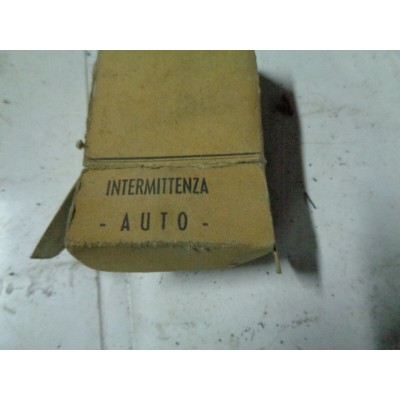 INTERMITTENZA
- AUTO -